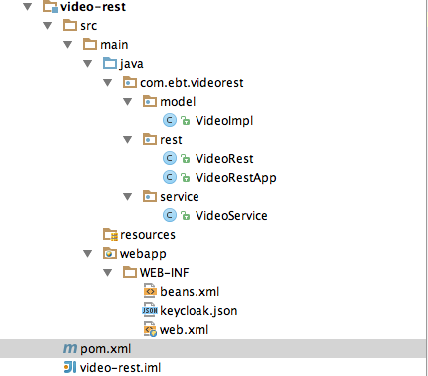 video-rest
src
main
java
com.ebt.videorest
model
VideoImpl
rest
VideoRest
VideoRestApp
service
VideoService
resources
webapp
WEB-INF
beans.xml
keycloak.json
web.xml
pom.xml
video-rest.iml